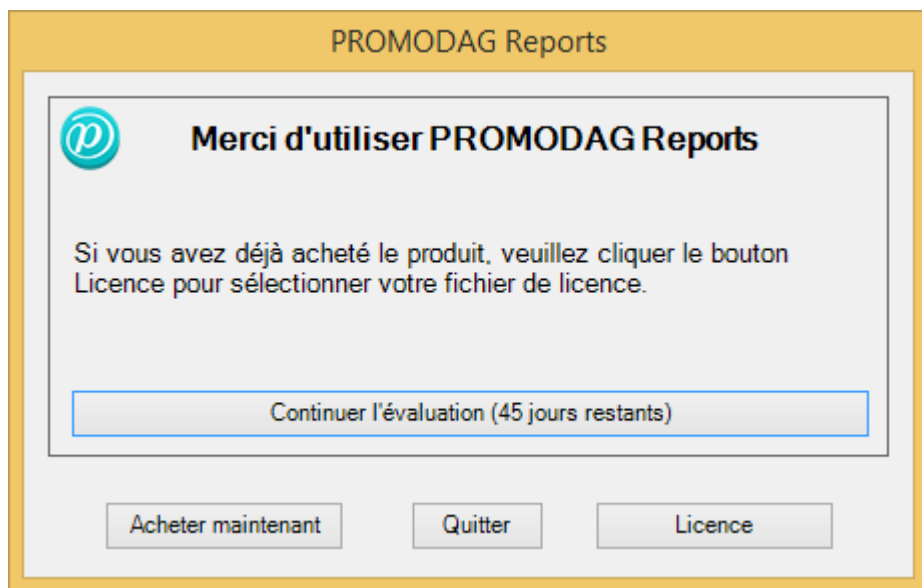 PROMODAG Reports
Merci d'utiliser PROMODAG Reports
Si vous avez déjà acheté le produit, veuillez cliquer le bouton
Licence pour sélectionner votre fichier de licence.
Continuer l'évaluation (45 jours restants)
Acheter maintenant
Quitter
Licence